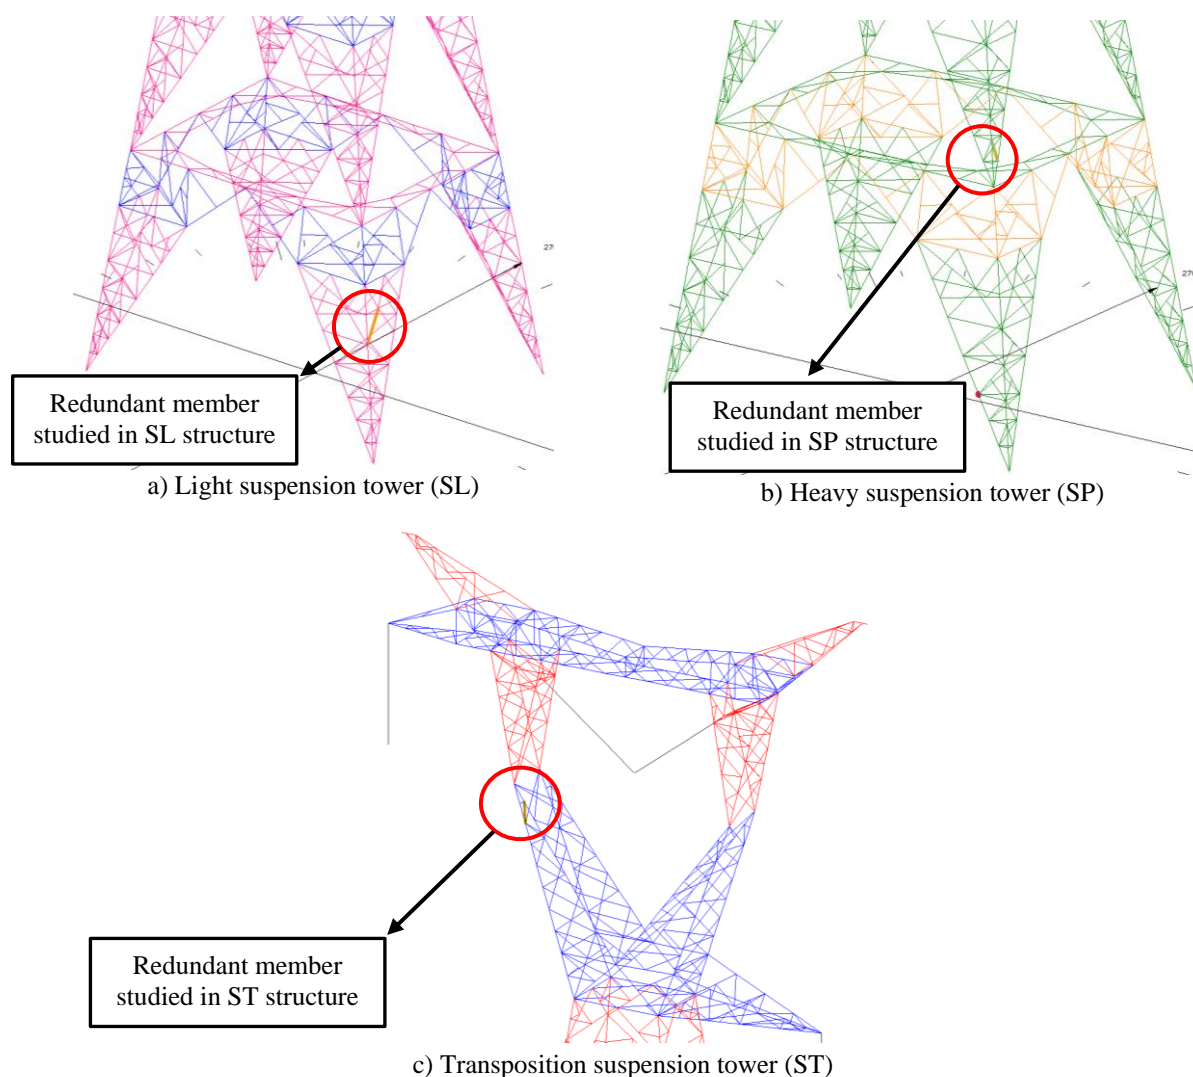 270
Redundant member
studied in SL structure
a) Light suspension tower (SL)
Redundant member
studied in SP structure
b) Heavy suspension tower (SP)
Redundant member
studied in ST structure
c) Transposition suspension tower (ST)